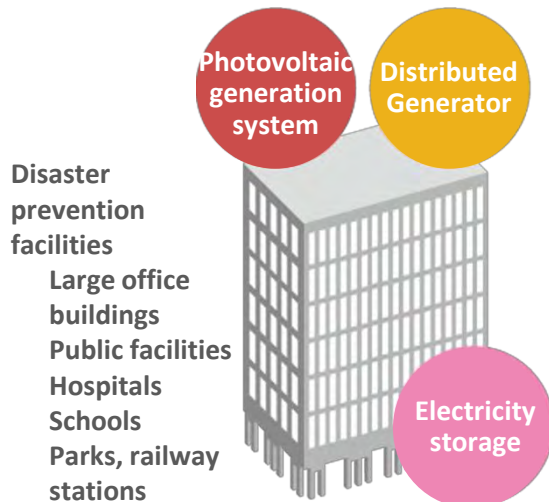 Photovoltaic
generation
system
Distributed
Generator
Disaster
prevention
facilities
Large office
buildings
Public facilities
Hospitals
Schools
Parks, railway
stations
Electricity
storage